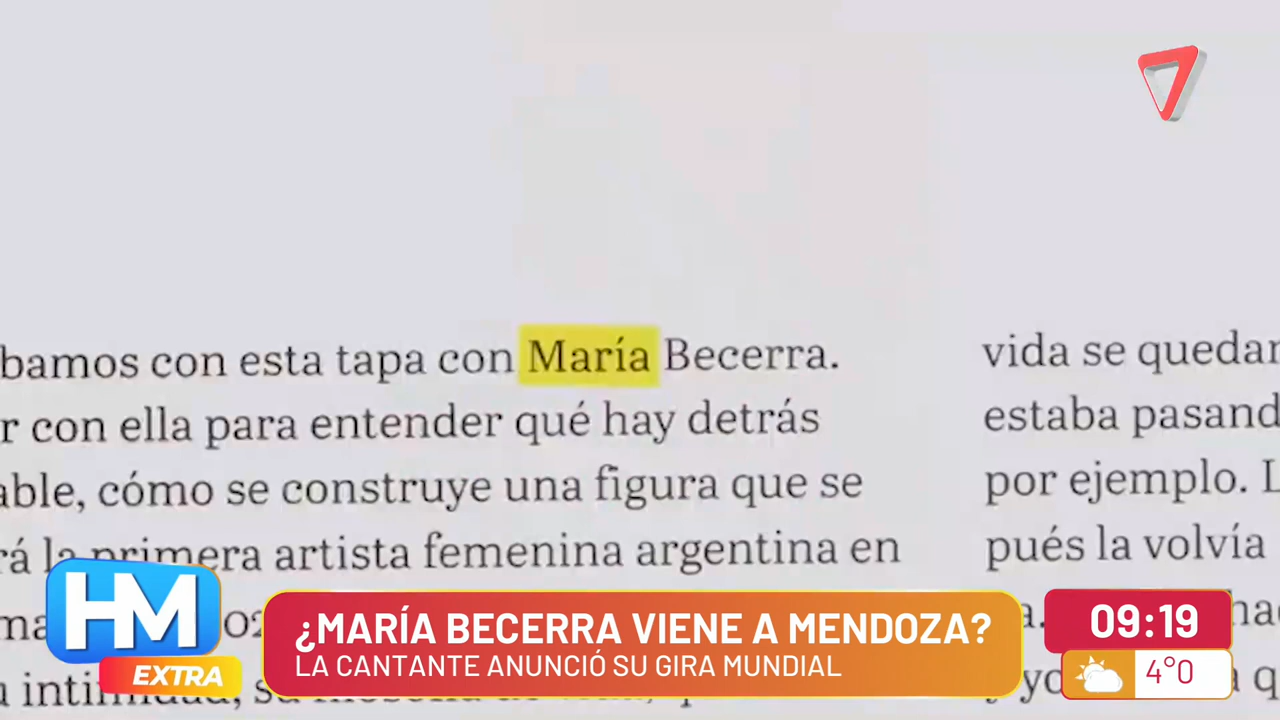 7
bamos con esta tapa con María Becerra.
r con ella para entender qué hay detrás
able, cómo se construye una figura que se
rá la primera artista femenina argentina en
vida se quedar
estaba pasand
por ejemplo. L
pués la volvía
HM
EXTRA
¿MARÍA BECERRA VIENE A MENDOZA?
LA CANTANTE ANUNCIÓ SU GIRA MUNDIAL
09:19
4°0